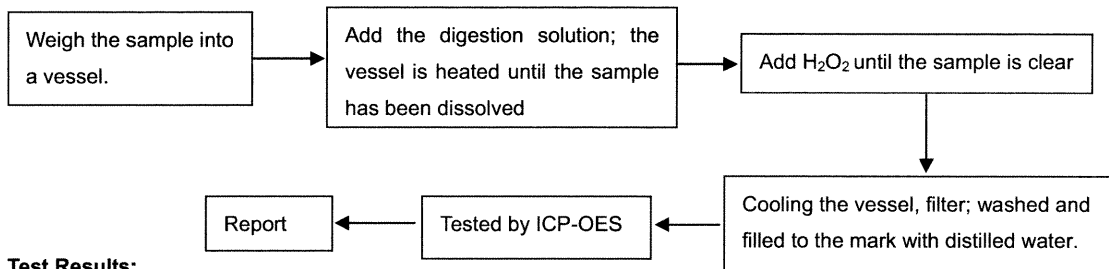 Weigh the sample into
a vessel.
Add the digestion solution; the
vessel is heated until the sample
has been dissolved
Add H₂O₂ until the sample is clear
Cooling the vessel, filter; washed and
filled to the mark with distilled water.
Tested by ICP-OES
Report
Test Results: